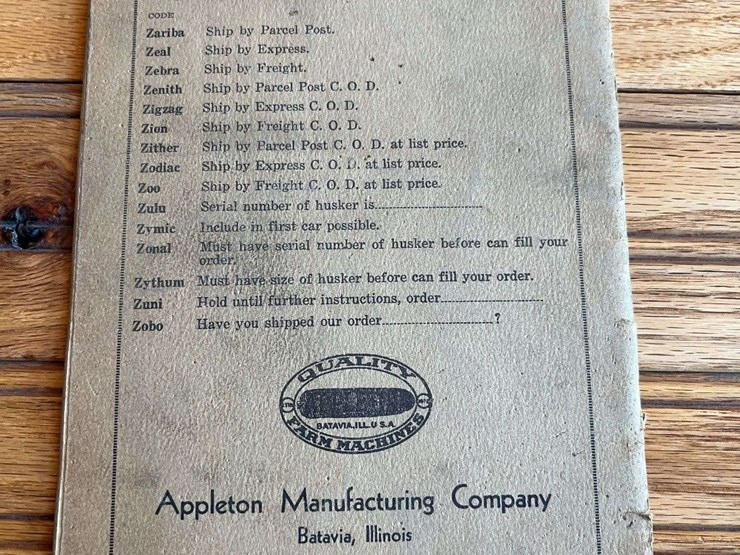 CODE
Zariba Ship by Parcel Post.
Zeal Ship by Express.
Zebra Ship by Freight.
Zenith Ship by Parcel Post C. O. D.
Zigzag Ship by Express C. O. D.
Zion Ship by Freight C. O. D.
Zither Ship by Parcel Post C. O. D. at list price.
Zodiac Ship by Express C. O. D. at list price.
Zoo Ship by Freight C. O. D. at list price.
Zulu Serial number of husker is....................
Zymic Include in first car possible.
Zonal Must have serial number of husker before can fill your
order.
Zythum Must have size of husker before can fill your order.
Zuni Hold until further instructions, order....................
Zobo Have you shipped our order....................?
QUALITY
BATAVIA, ILL. U.S.A.
FARM MACHINES
Appleton Manufacturing Company
Batavia, Illinois